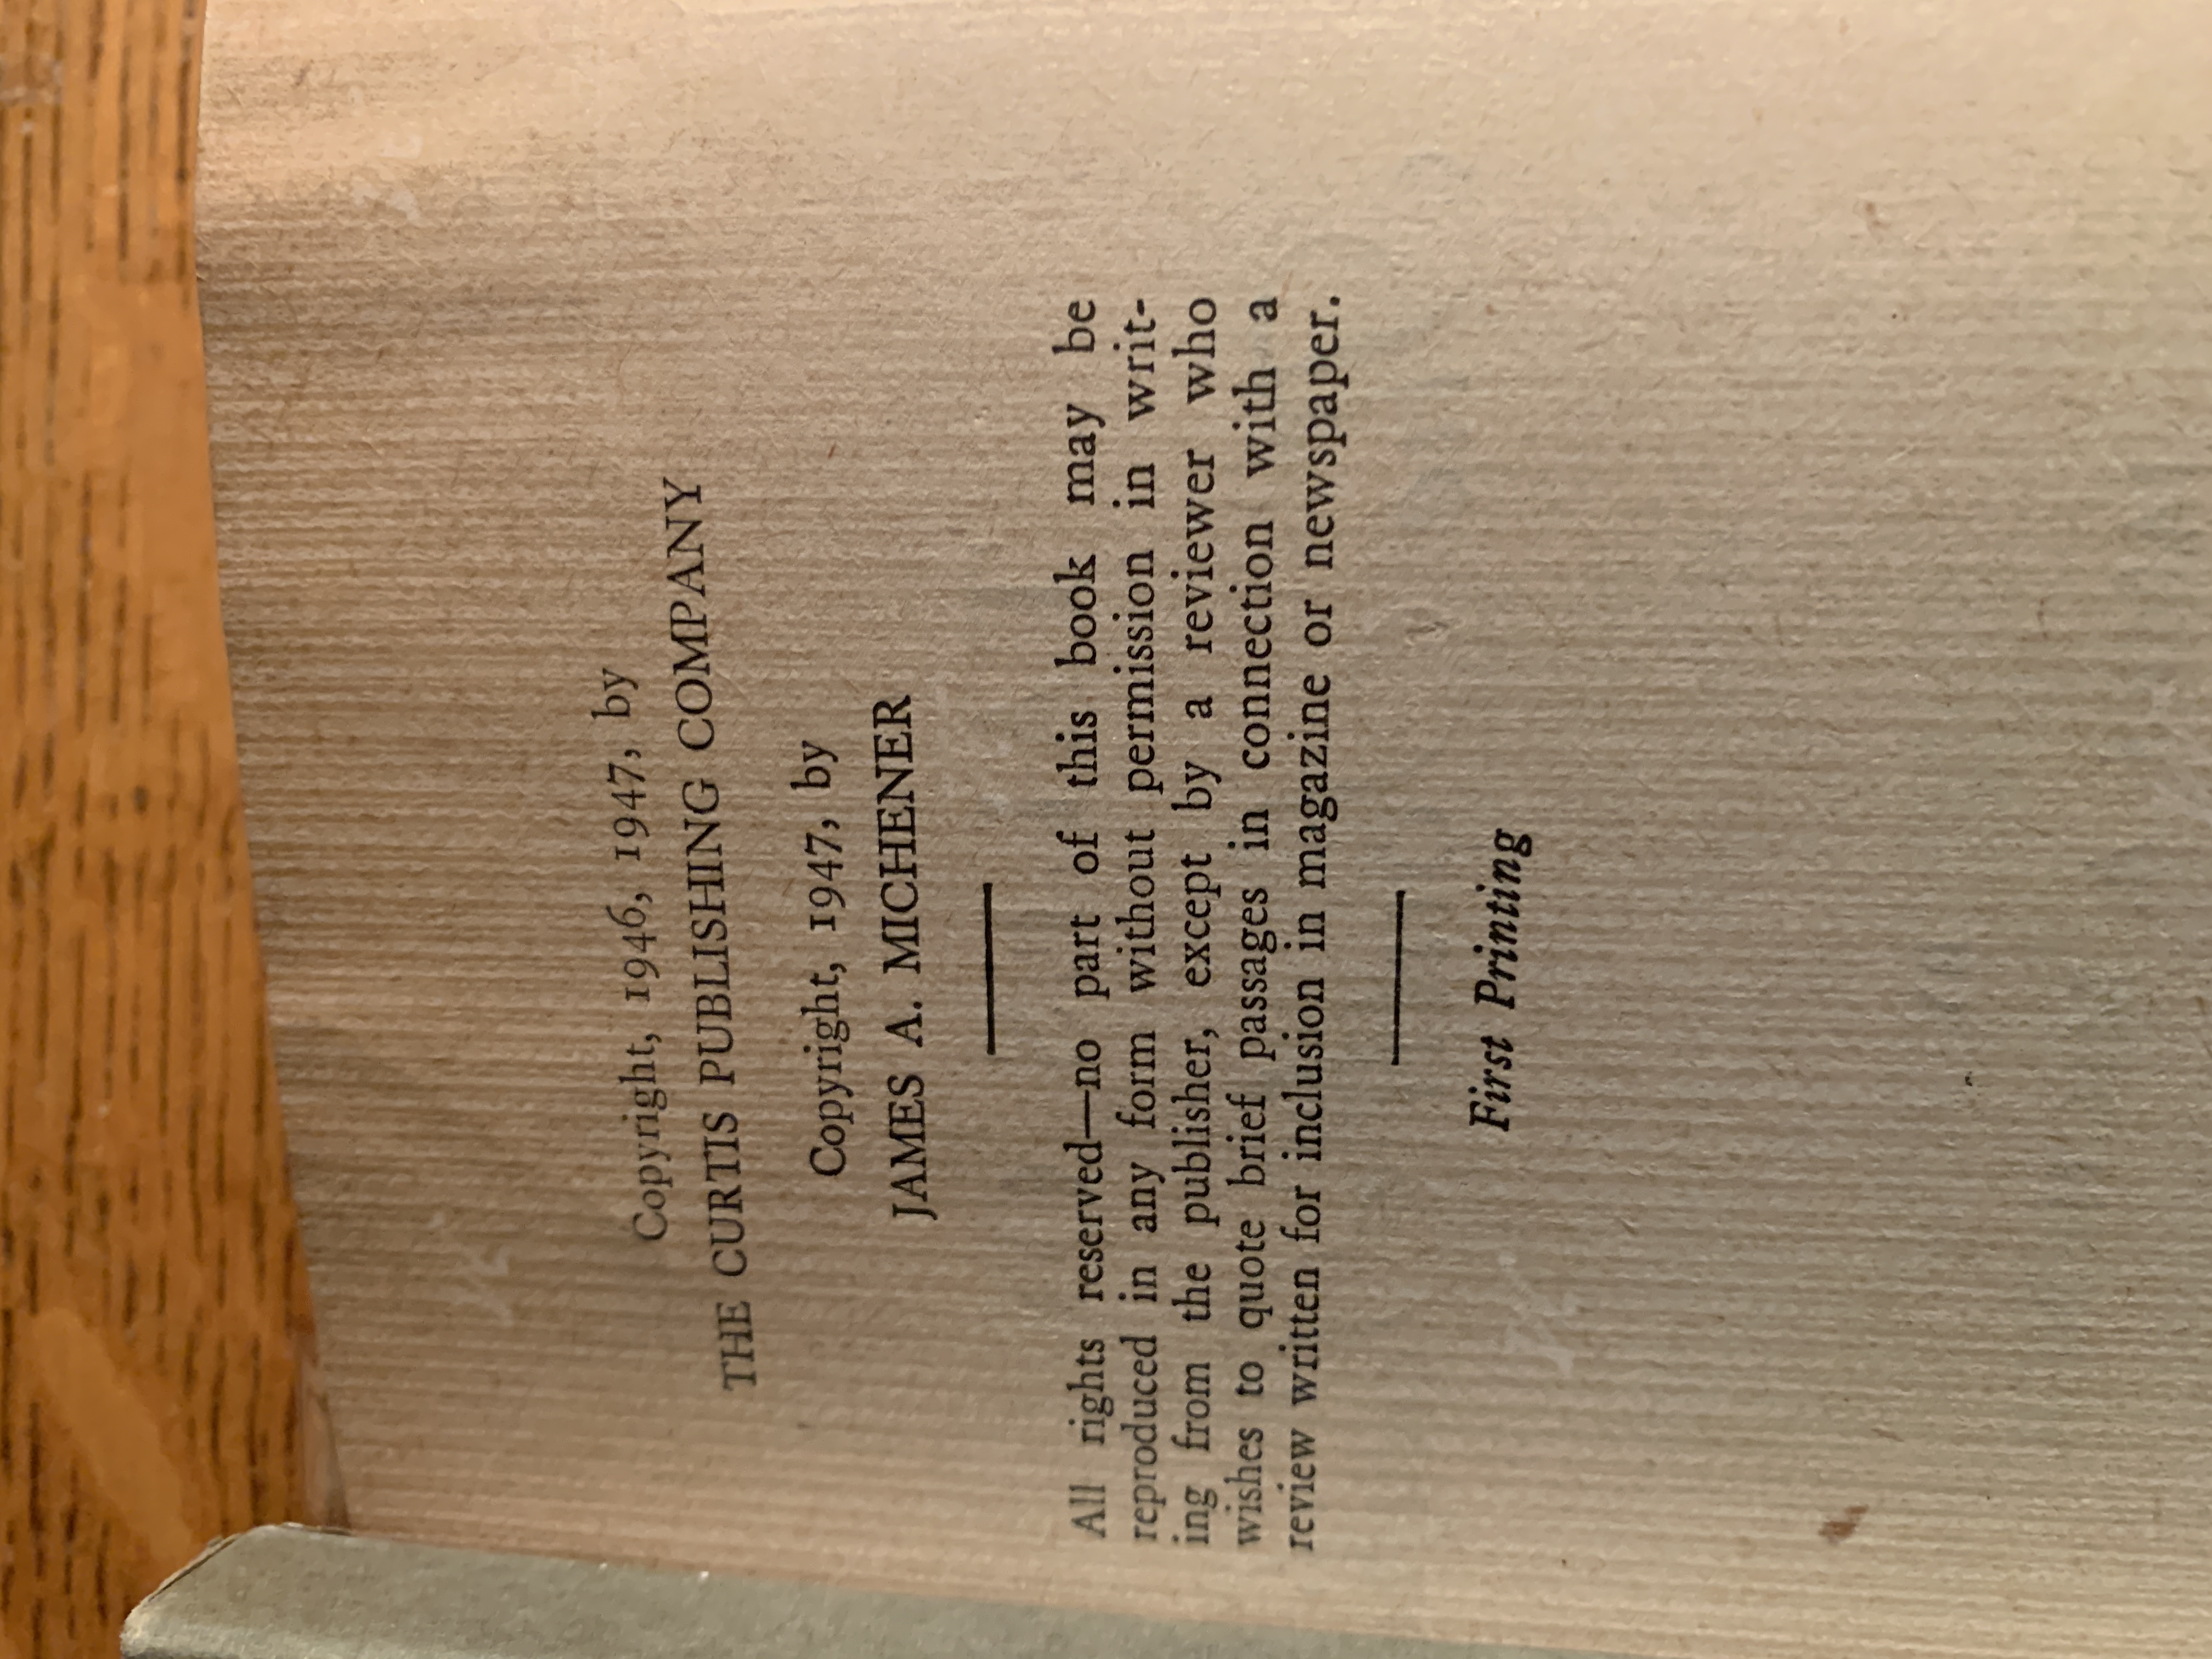 Copyright, 1946, 1947, by
THE CURTIS PUBLISHING COMPANY
Copyright, 1947, by
JAMES A. MICHENER
All rights reserved—no part of this book may be
reproduced in any form without permission in writ-
ing from the publisher, except by a reviewer who
wishes to quote brief passages in connection with a
review written for inclusion in magazine or newspaper.
First Printing